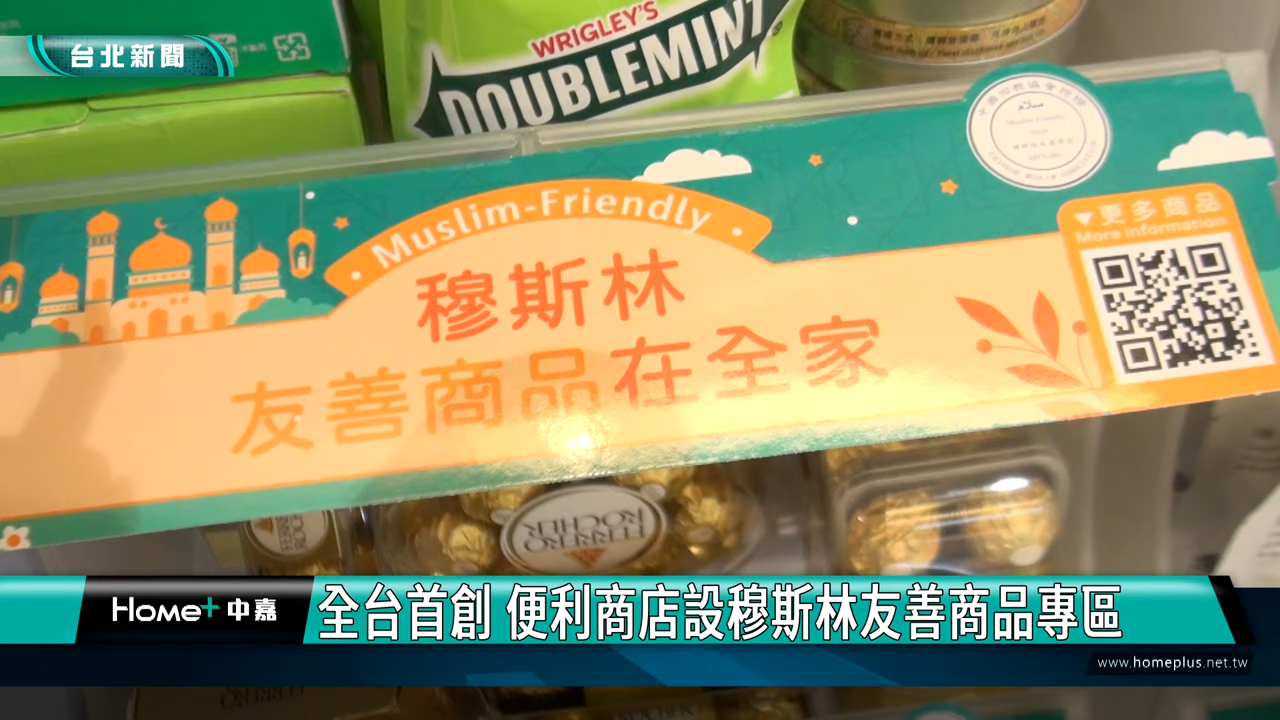 台北新聞
WRIGLEY'S
DOUBLEMINT
Muslim-Friendly
穆斯林
友善商品在全家
▼更多商品
More information
FERRERO
ROCHER
FERRERO
ROCHER
Home+中嘉
全台首創 便利商店設穆斯林友善商品專區
www.homeplus.net.tw